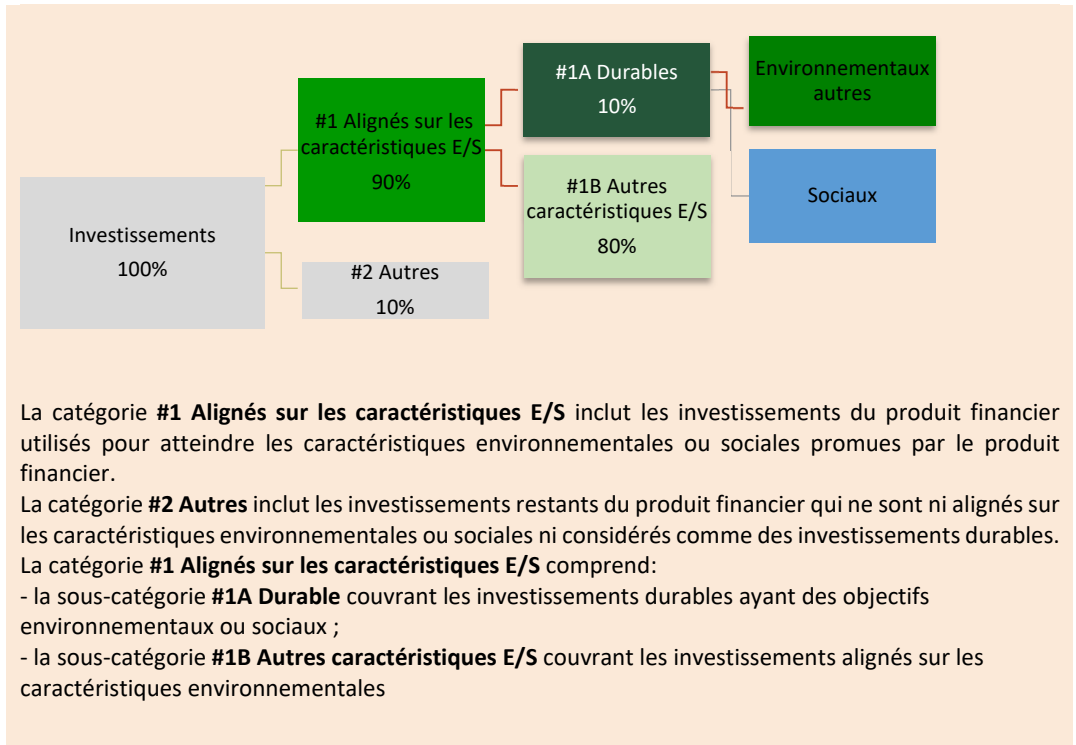 #1A Durables
10%
Environnementaux
autres
#1 Alignés sur les
caractéristiques E/S
90%
#1B Autres
caractéristiques E/S
80%
Sociaux
Investissements
100%
#2 Autres
10%
La catégorie #1 Alignés sur les caractéristiques E/S inclut les investissements du produit financier
utilisés pour atteindre les caractéristiques environnementales ou sociales promues par le produit
financier.
La catégorie #2 Autres inclut les investissements restants du produit financier qui ne sont ni alignés sur
les caractéristiques environnementales ou sociales ni considérés comme des investissements durables.
La catégorie #1 Alignés sur les caractéristiques E/S comprend:
- la sous-catégorie #1A Durable couvrant les investissements durables ayant des objectifs
environnementaux ou sociaux ;
- la sous-catégorie #1B Autres caractéristiques E/S couvrant les investissements alignés sur les
caractéristiques environnementales